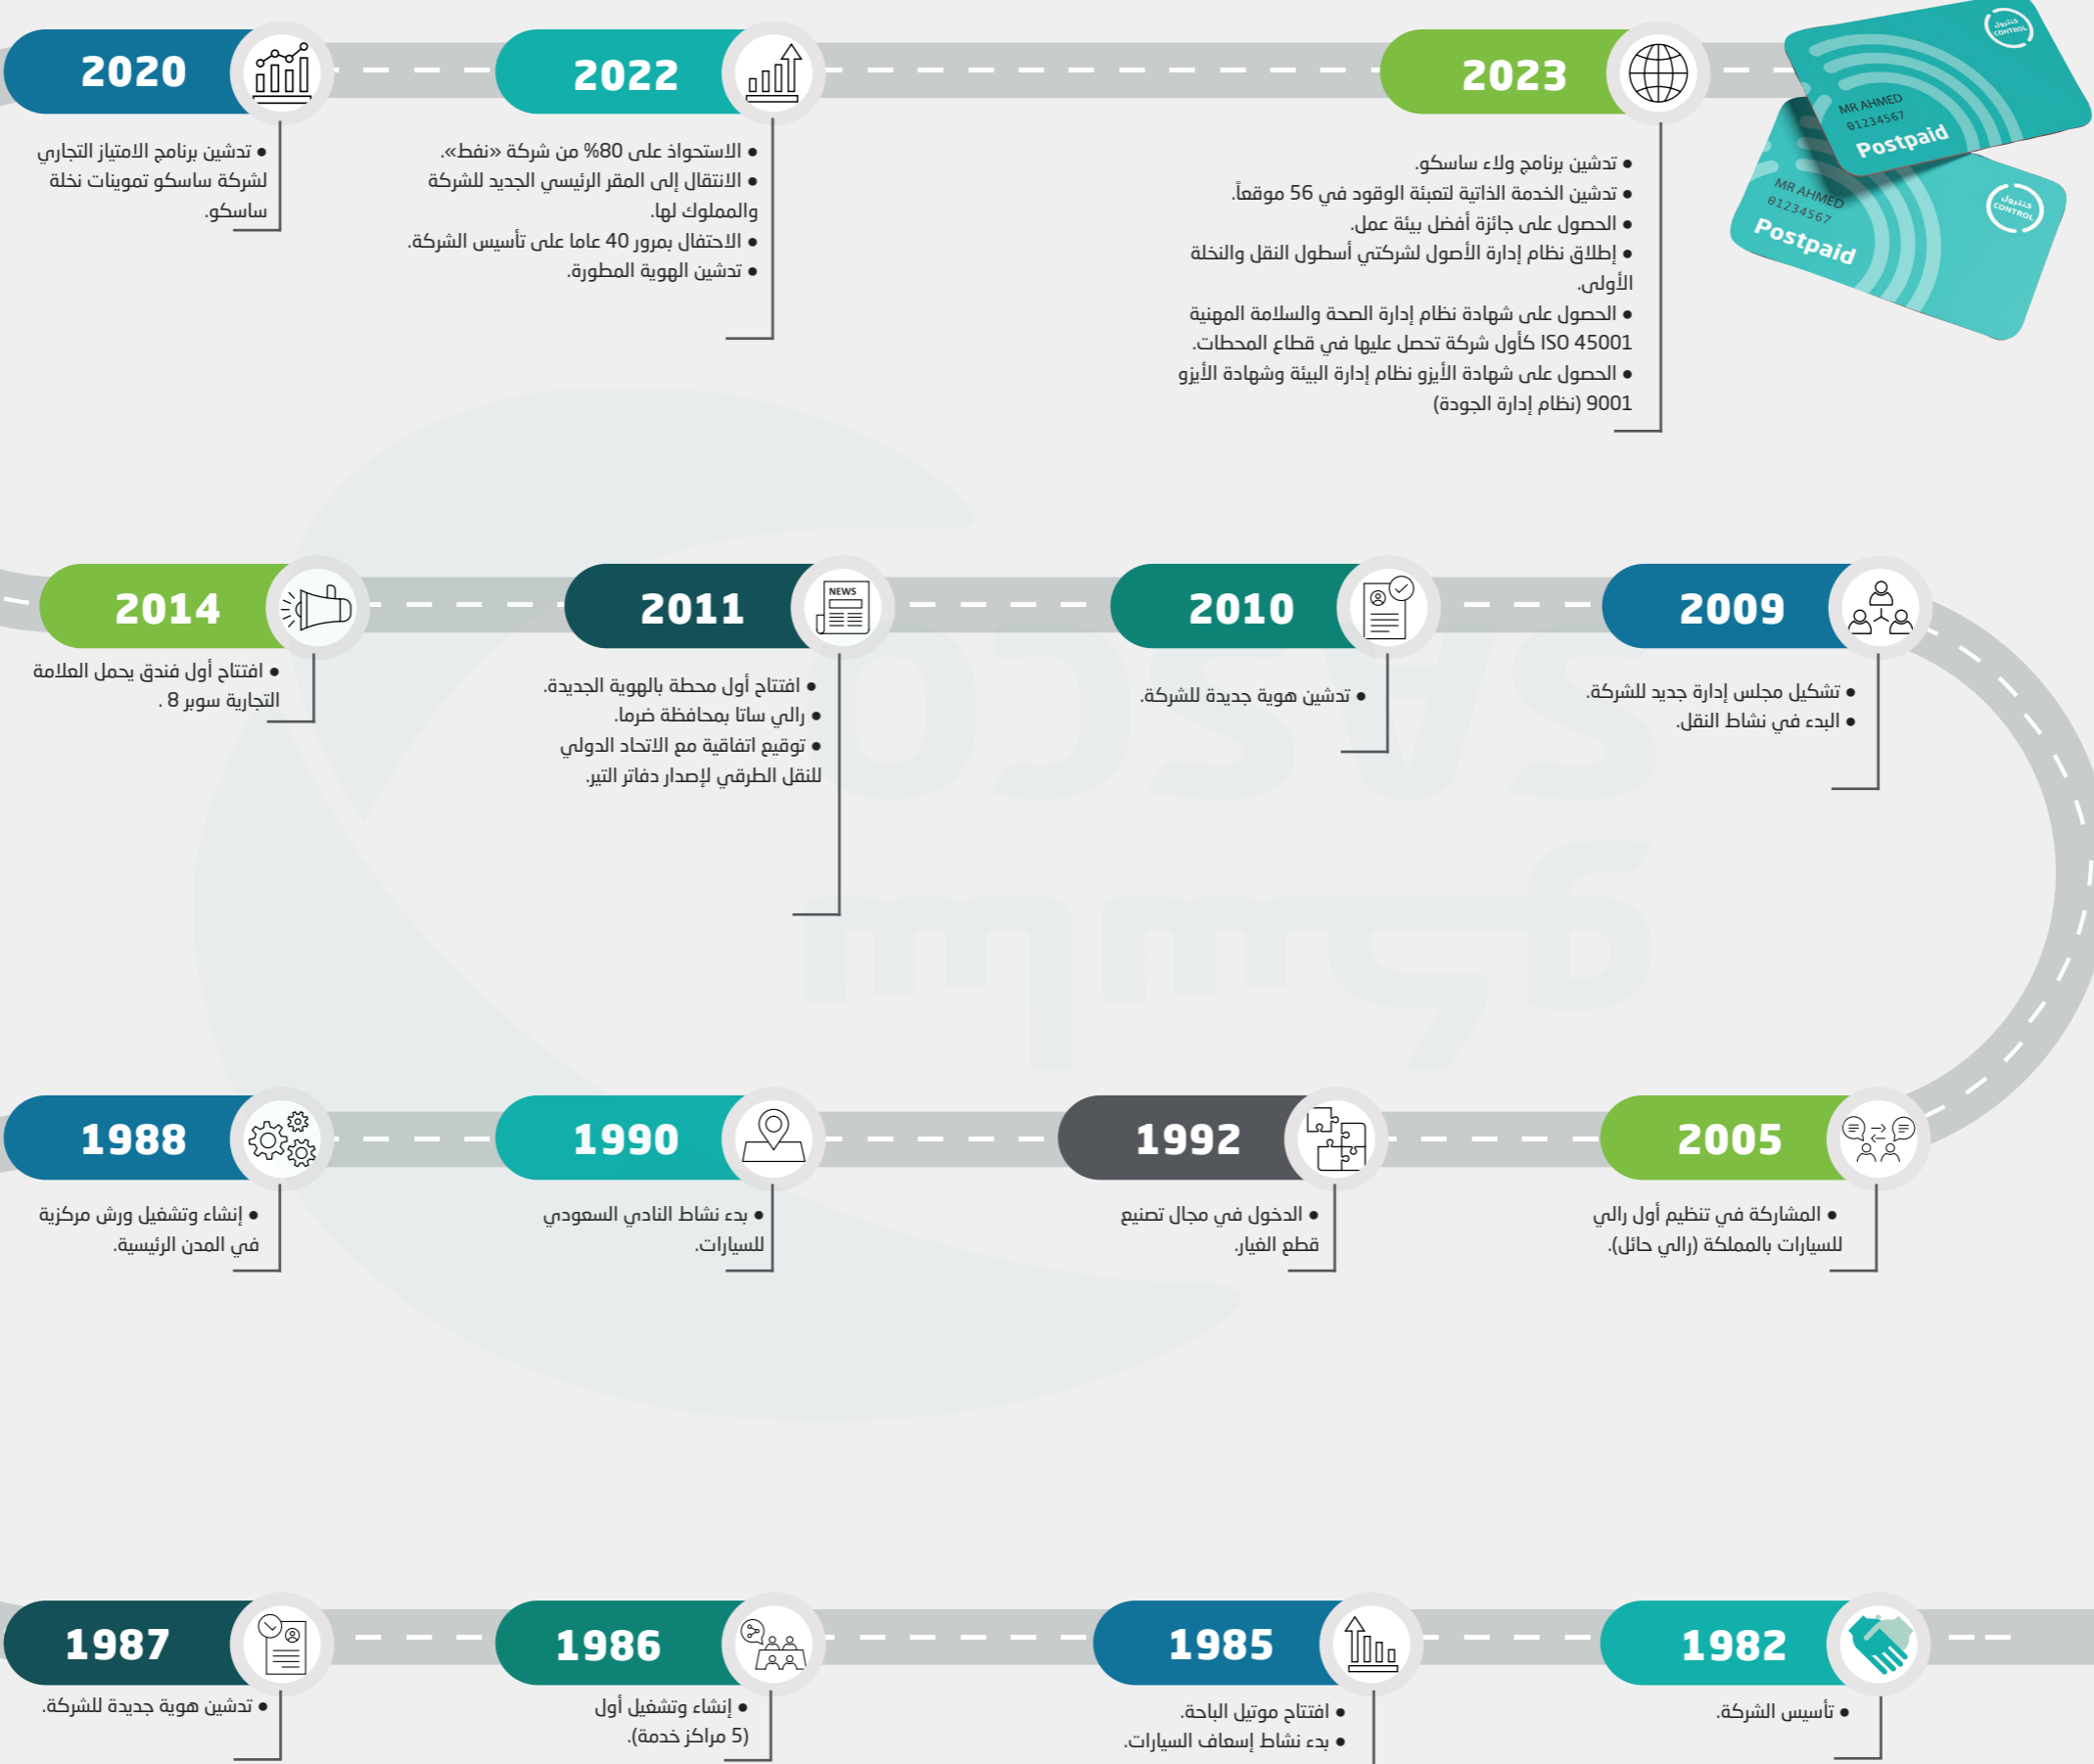 2020
● تدشين برنامج الامتياز التجاري
لشركة ساسكو تموينات نخلة
ساسكو.
2022
● الاستحواذ على 80% من شركة «نفط».
● الانتقال إلى المقر الرئيسي الجديد للشركة
والمملوك لها.
● الاحتفال بمرور 40 عاما على تأسيس الشركة.
● تدشين الهوية المطورة.
2023
● تدشين برنامج ولاء ساسكو.
● تدشين الخدمة الذاتية لتعبئة الوقود في 56 موقعاً.
● الحصول على جائزة أفضل بيئة عمل.
● إطلاق نظام إدارة الأصول لشركتي أسطول النقل والنخلة
الأولى.
● الحصول على شهادة نظام إدارة الصحة والسلامة المهنية
ISO 45001 كأول شركة تحصل عليها في قطاع المحطات.
● الحصول على شهادة الأيزو نظام إدارة البيئة وشهادة الأيزو
9001 (نظام إدارة الجودة)
كنترول
CONTROL
MR AHMED
01234567
Postpaid
كنترول
CONTROL
MR AHMED
01234567
Postpaid
2014
● افتتاح أول فندق يحمل العلامة
التجارية سوبر 8 .
2011
NEWS
● افتتاح أول محطة بالهوية الجديدة.
● رالي ساتا بمحافظة ضرما.
● توقيع اتفاقية مع الاتحاد الدولي
للنقل الطرقي لإصدار دفاتر التير.
2010
● تدشين هوية جديدة للشركة.
2009
● تشكيل مجلس إدارة جديد للشركة.
● البدء في نشاط النقل.
SASCO
ساسكو
1988
● إنشاء وتشغيل ورش مركزية
في المدن الرئيسية.
1990
● بدء نشاط النادي السعودي
للسيارات.
1992
● الدخول في مجال تصنيع
قطع الغيار.
2005
● المشاركة في تنظيم أول رالي
للسيارات بالمملكة (رالي حائل).
1987
● تدشين هوية جديدة للشركة.
1986
● إنشاء وتشغيل أول
(5 مراكز خدمة).
1985
● افتتاح موتيل الباحة.
● بدء نشاط إسعاف السيارات.
1982
● تأسيس الشركة.